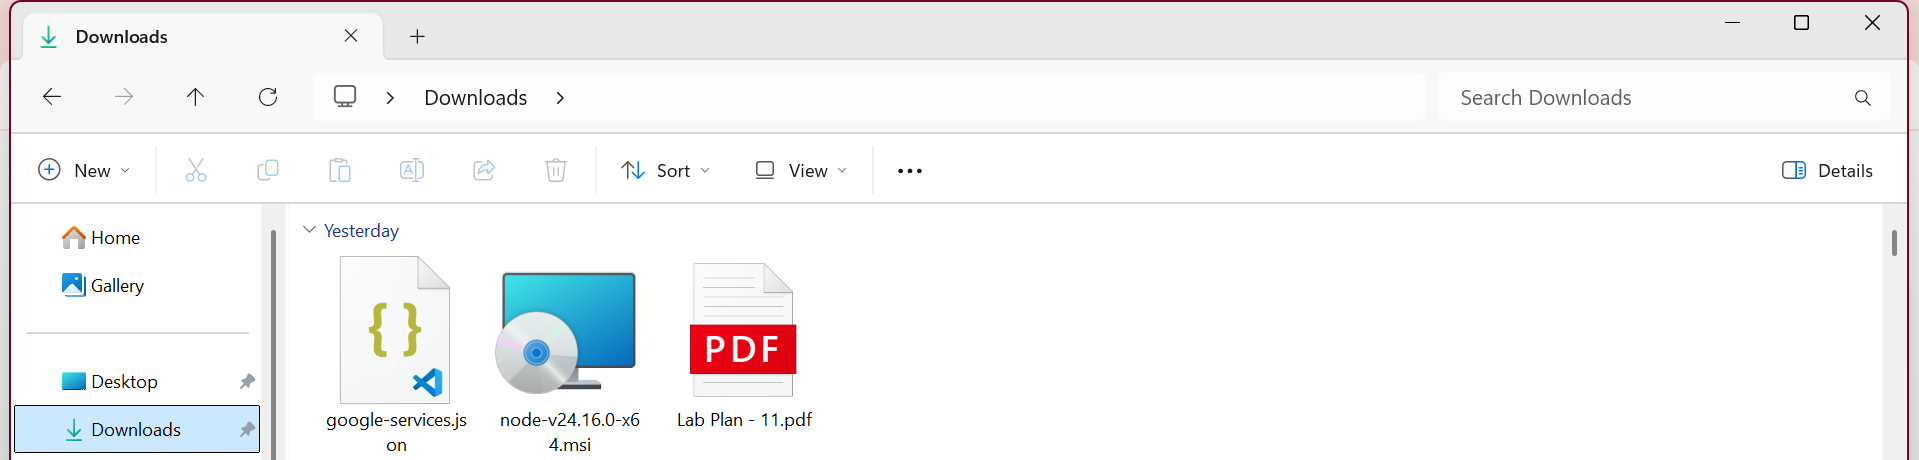 Downloads
Downloads
Search Downloads
New
Sort
View
Details
Home
Gallery
Desktop
Downloads
Yesterday
google-services.js
on
node-v24.16.0-x6
4.msi
PDF
Lab Plan - 11.pdf